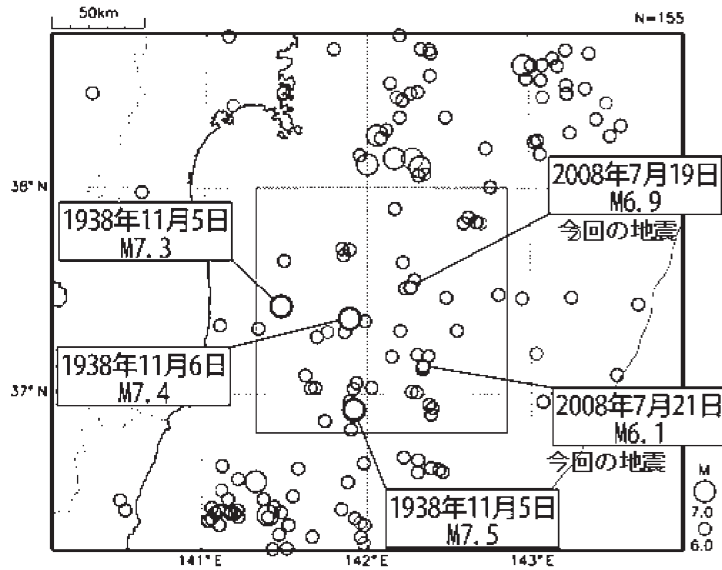 50km
N=155
38°N
2008年7月19日
M6.9
今回の地震
1938年11月5日
M7.3
1938年11月6日
M7.4
37°N
2008年7月21日
M6.1
今回の地震
1938年11月5日
M7.5
M
7.0
6.0
141°E
142°E
143°E